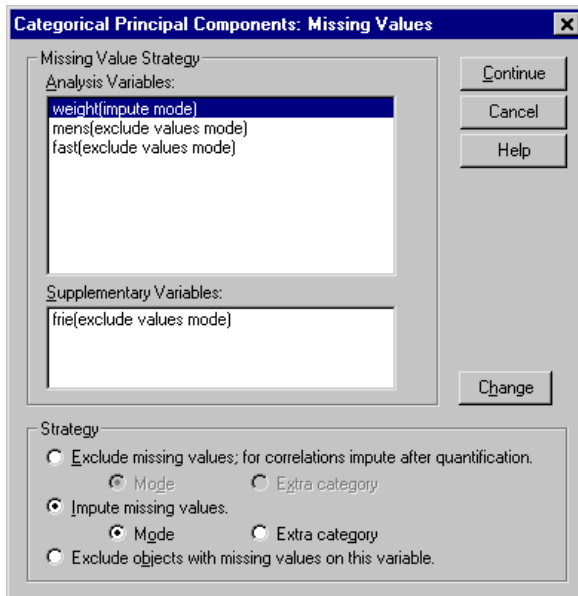 Categorical Principal Components: Missing Values
Missing Value Strategy
Analysis Variables:
weight(impute mode)
mens(exclude values mode)
fast(exclude values mode)
Supplementary Variables:
frie(exclude values mode)
Continue
Cancel
Help
Change
Strategy
Exclude missing values; for correlations impute after quantification.
Mode Extra category
Impute missing values.
Mode Extra category
Exclude objects with missing values on this variable.